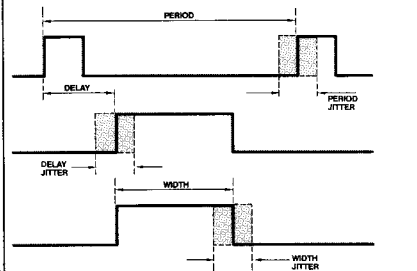 PERIOD
DELAY
PERIOD
JITTER
DELAY
JITTER
WIDTH
WIDTH
JITTER